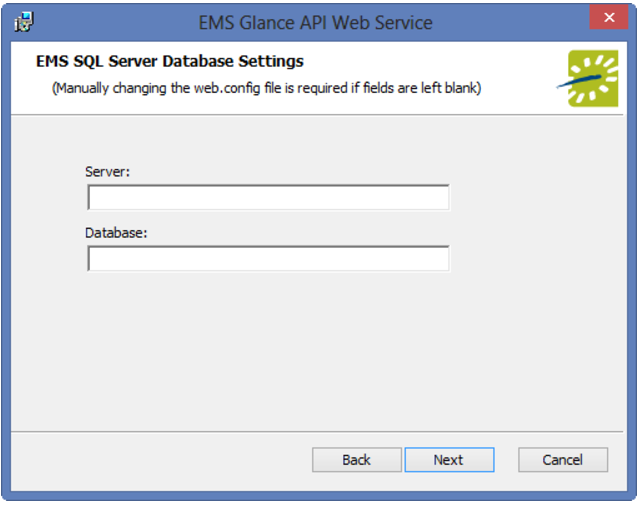 EMS Glance API Web Service
EMS SQL Server Database Settings
(Manually changing the web.config file is required if fields are left blank)
Server:
Database:
Back Next Cancel